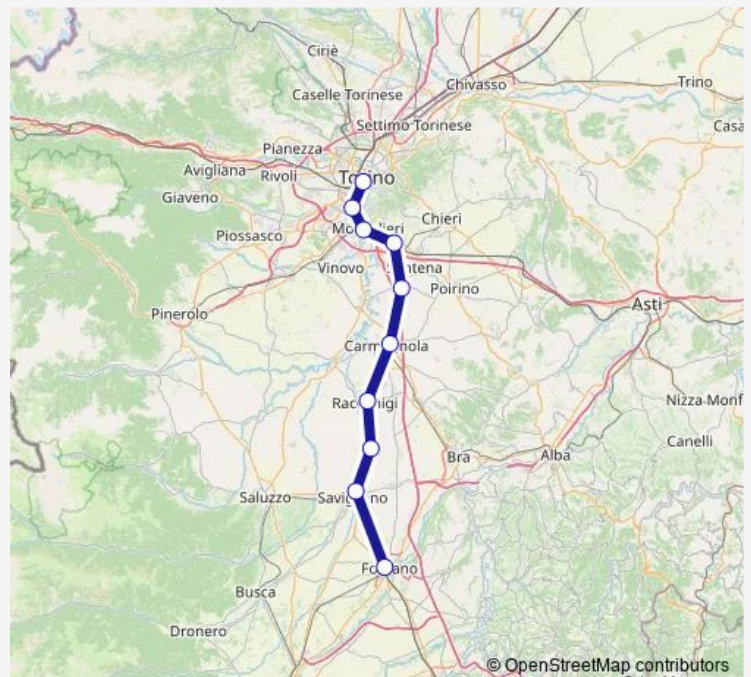 Ciriè
Chivasso
Trino
Caselle Torinese
Settimo Torinese
Casa
Pianezza
Avigliana
Rivoli
Torino
Giaveno
Chieri
Piossasco
Vinovo
Poirino
Asti
Pinerolo
Nizza Monf
Canelli
Bra
Alba
Saluzzo
Busca
Dronero
© OpenStreetMap contributors